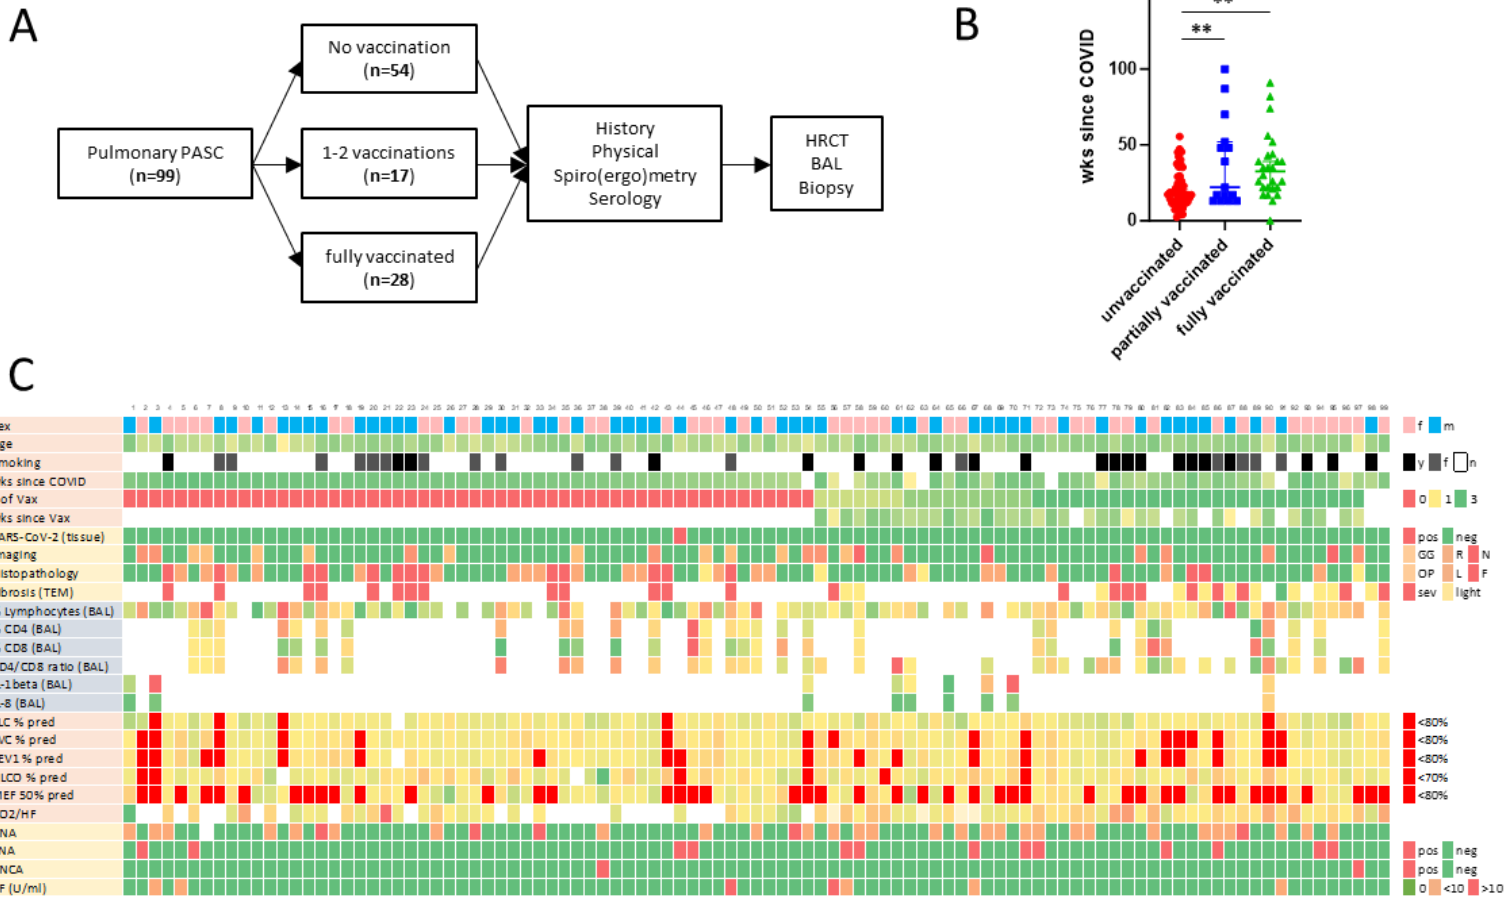 A
No vaccination
(n=54)
Pulmonary PASC
(n=99)
1-2 vaccinations
(n=17)
fully vaccinated
(n=28)
History
Physical
Spiro(ergo)metry
Serology
HRCT
BAL
Biopsy
B
**
**
wks since COVID
100
50
0
unvaccinated
partially vaccinated
fully vaccinated
C
ex
ge
moking
ks since COVID
of Vax
ks since Vax
ARS-CoV-2 (tissue)
maging
istopathology
ibrosis (TEM)
Lymphocytes (BAL)
CD4 (BAL)
CD8 (BAL)
D4/CD8 ratio (BAL)
-1beta (BAL)
-8 (BAL)
LC % pred
VC % pred
EV1 % pred
LCO % pred
MEF 50% pred
O2/HF
NA
NA
NCA
F (U/ml)
f m
y f n
0 1 3
pos neg
GG R N
OP L F
sev light
<80%
<80%
<80%
<70%
<80%
pos neg
pos neg
0 <10 >10